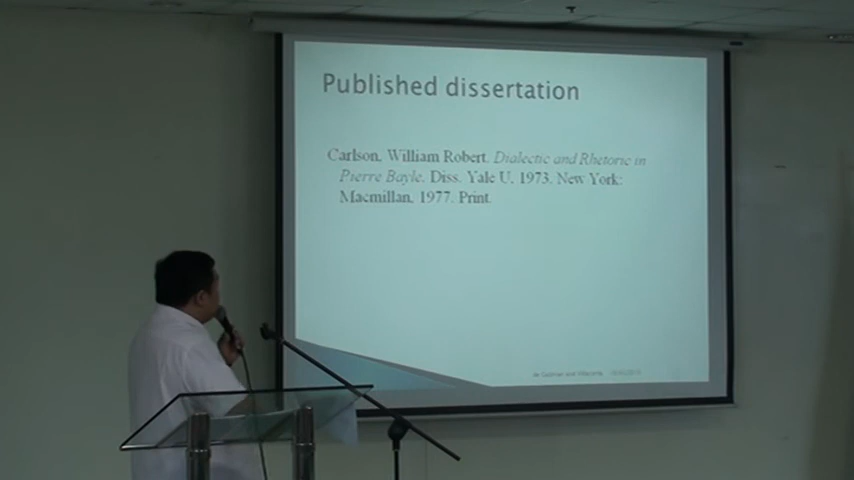 Published dissertation
Carlson, William Robert. Dialectic and Rhetoric in
Pierre Bayle. Diss. Yale U, 1973. New York:
Macmillan, 1977. Print.